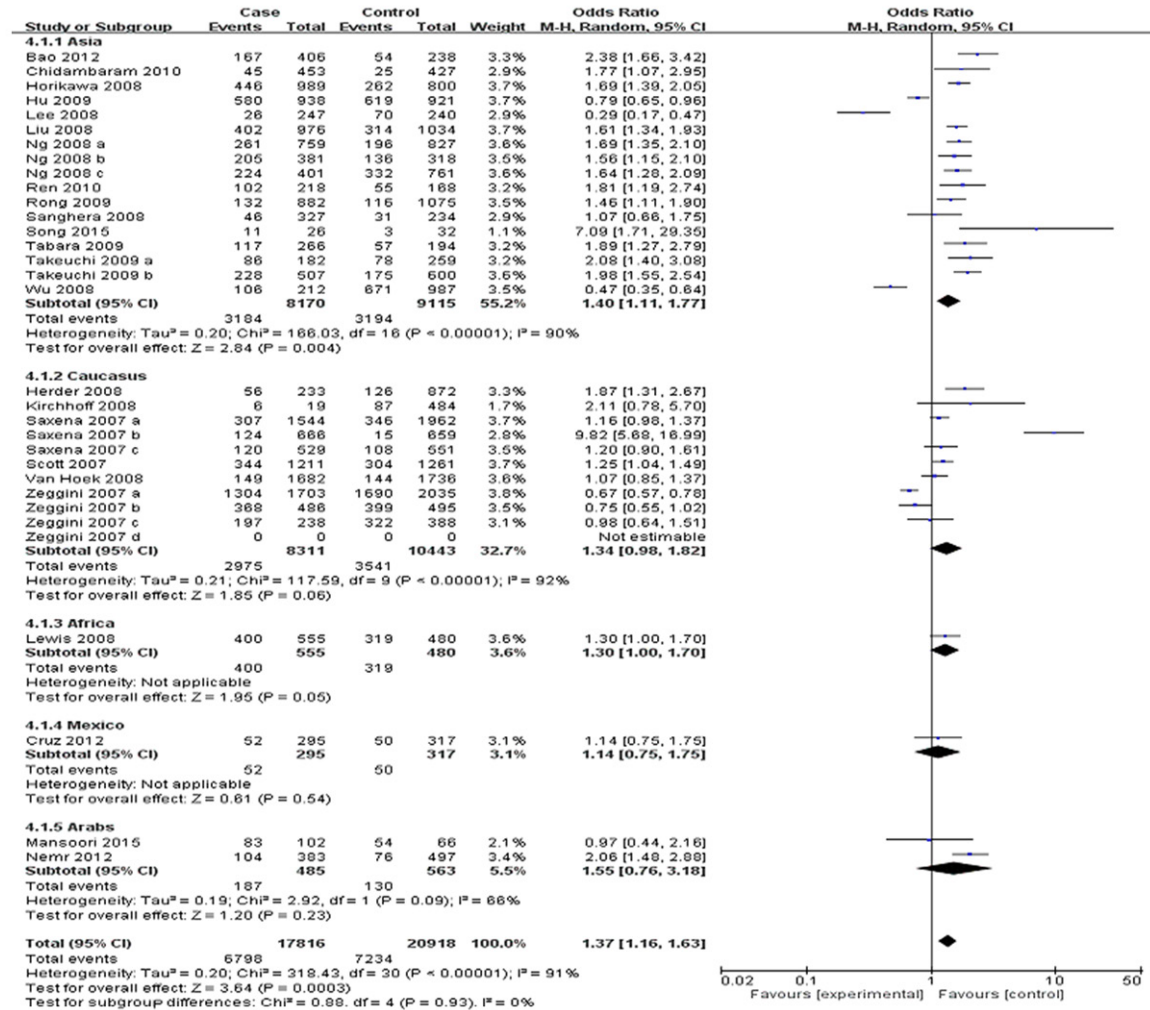 Case Control Odds Ratio Odds Ratio
Study or Subgroup Events Total Events Total Weight M-H, Random, 95% CI M-H, Random, 95% CI
4.1.1 Asia
Bao 2012 167 406 54 238 3.3% 2.38 [1.66, 3.42]
Chidambaram 2010 45 453 25 427 2.9% 1.77 [1.07, 2.95]
Horikawa 2008 446 989 262 800 3.7% 1.69 [1.39, 2.05]
Hu 2009 580 938 619 921 3.7% 0.79 [0.65, 0.96]
Lee 2008 26 247 70 240 2.9% 0.29 [0.17, 0.47]
Liu 2008 402 976 314 1034 3.7% 1.61 [1.34, 1.93]
Ng 2008 a 261 759 196 827 3.7% 1.69 [1.35, 2.10]
Ng 2008 b 205 381 136 318 3.5% 1.56 [1.15, 2.10]
Ng 2008 c 224 401 332 761 3.6% 1.64 [1.28, 2.09]
Ren 2010 102 218 55 168 3.2% 1.81 [1.19, 2.74]
Rong 2009 132 882 116 1075 3.5% 1.46 [1.11, 1.90]
Sanghera 2008 46 327 31 234 2.9% 1.07 [0.66, 1.75]
Song 2015 11 26 3 32 1.1% 7.09 [1.71, 29.35]
Tabara 2009 117 266 57 194 3.3% 1.89 [1.27, 2.79]
Takeuchi 2009 a 86 182 78 259 3.2% 2.08 [1.40, 3.08]
Takeuchi 2009 b 228 507 175 600 3.6% 1.98 [1.55, 2.54]
Wu 2008 106 212 671 987 3.5% 0.47 [0.35, 0.64]
Subtotal (95% CI) 8170 9115 55.2% 1.40 [1.11, 1.77]
Total events 3184 3194
Heterogeneity: Tau² = 0.20; Chi² = 166.03, df = 16 (P < 0.00001); I² = 90%
Test for overall effect: Z = 2.84 (P = 0.004)
4.1.2 Caucasus
Herder 2008 56 233 126 872 3.3% 1.87 [1.31, 2.67]
Kirchhoff 2008 6 19 87 484 1.7% 2.11 [0.78, 5.70]
Saxena 2007 a 307 1544 346 1962 3.7% 1.16 [0.98, 1.37]
Saxena 2007 b 124 666 15 659 2.8% 9.82 [5.68, 16.99]
Saxena 2007 c 120 529 108 551 3.5% 1.20 [0.90, 1.61]
Scott 2007 344 1211 304 1261 3.7% 1.25 [1.04, 1.49]
Van Hoek 2008 149 1682 144 1736 3.6% 1.07 [0.85, 1.37]
Zeggini 2007 a 1304 1703 1690 2035 3.8% 0.67 [0.57, 0.78]
Zeggini 2007 b 368 486 399 495 3.5% 0.75 [0.55, 1.02]
Zeggini 2007 c 197 238 322 388 3.1% 0.98 [0.64, 1.51]
Zeggini 2007 d 0 0 0 0 Not estimable
Subtotal (95% CI) 8311 10443 32.7% 1.34 [0.98, 1.82]
Total events 2975 3541
Heterogeneity: Tau² = 0.21; Chi² = 117.59, df = 9 (P < 0.00001); I² = 92%
Test for overall effect: Z = 1.85 (P = 0.06)
4.1.3 Africa
Lewis 2008 400 555 319 480 3.6% 1.30 [1.00, 1.70]
Subtotal (95% CI) 555 480 3.6% 1.30 [1.00, 1.70]
Total events 400 319
Heterogeneity: Not applicable
Test for overall effect: Z = 1.95 (P = 0.05)
4.1.4 Mexico
Cruz 2012 52 295 50 317 3.1% 1.14 [0.75, 1.75]
Subtotal (95% CI) 295 317 3.1% 1.14 [0.75, 1.75]
Total events 52 50
Heterogeneity: Not applicable
Test for overall effect: Z = 0.61 (P = 0.54)
4.1.5 Arabs
Mansoori 2015 83 102 54 66 2.1% 0.97 [0.44, 2.16]
Nemr 2012 104 383 76 497 3.4% 2.06 [1.48, 2.88]
Subtotal (95% CI) 485 563 5.5% 1.55 [0.76, 3.18]
Total events 187 130
Heterogeneity: Tau² = 0.19; Chi² = 2.92, df = 1 (P = 0.09); I² = 66%
Test for overall effect: Z = 1.20 (P = 0.23)
Total (95% CI) 17816 20918 100.0% 1.37 [1.16, 1.63]
Total events 6798 7234
Heterogeneity: Tau² = 0.20; Chi² = 318.43, df = 30 (P < 0.00001); I² = 91%
Test for overall effect: Z = 3.64 (P = 0.0003)
Test for subgroup differences: Chi² = 0.88. df = 4 (P = 0.93). I² = 0%
0.02 0.1 1 10 50
Favours [experimental] Favours [control]